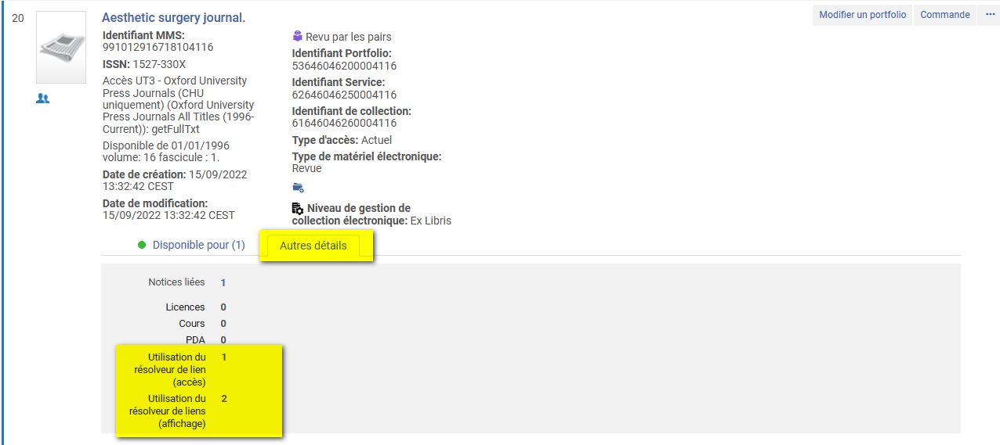 20
Aesthetic surgery journal.
Modifier un portfolio
Commande
...
Identifiant MMS:
991012916718104116
ISSN: 1527-330X
Accès UT3 - Oxford University
Press Journals (CHU
uniquement) (Oxford University
Press Journals All Titles (1996-
Current)): getFullTxt
Disponible de 01/01/1996
volume: 16 fascicule : 1.
Date de création: 15/09/2022
13:32:42 CEST
Date de modification:
15/09/2022 13:32:42 CEST
Revu par les pairs
Identifiant Portfolio:
53646046200004116
Identifiant Service:
62646046250004116
Identifiant de collection:
61646046260004116
Type d'accès: Actuel
Type de matériel électronique:
Revue
Niveau de gestion de
collection électronique: Ex Libris
Disponible pour (1)
Autres détails
Notices liées 1
Licences 0
Cours 0
PDA 0
Utilisation du 1
résolveur de lien
(accès)
Utilisation du 2
résolveur de liens
(affichage)